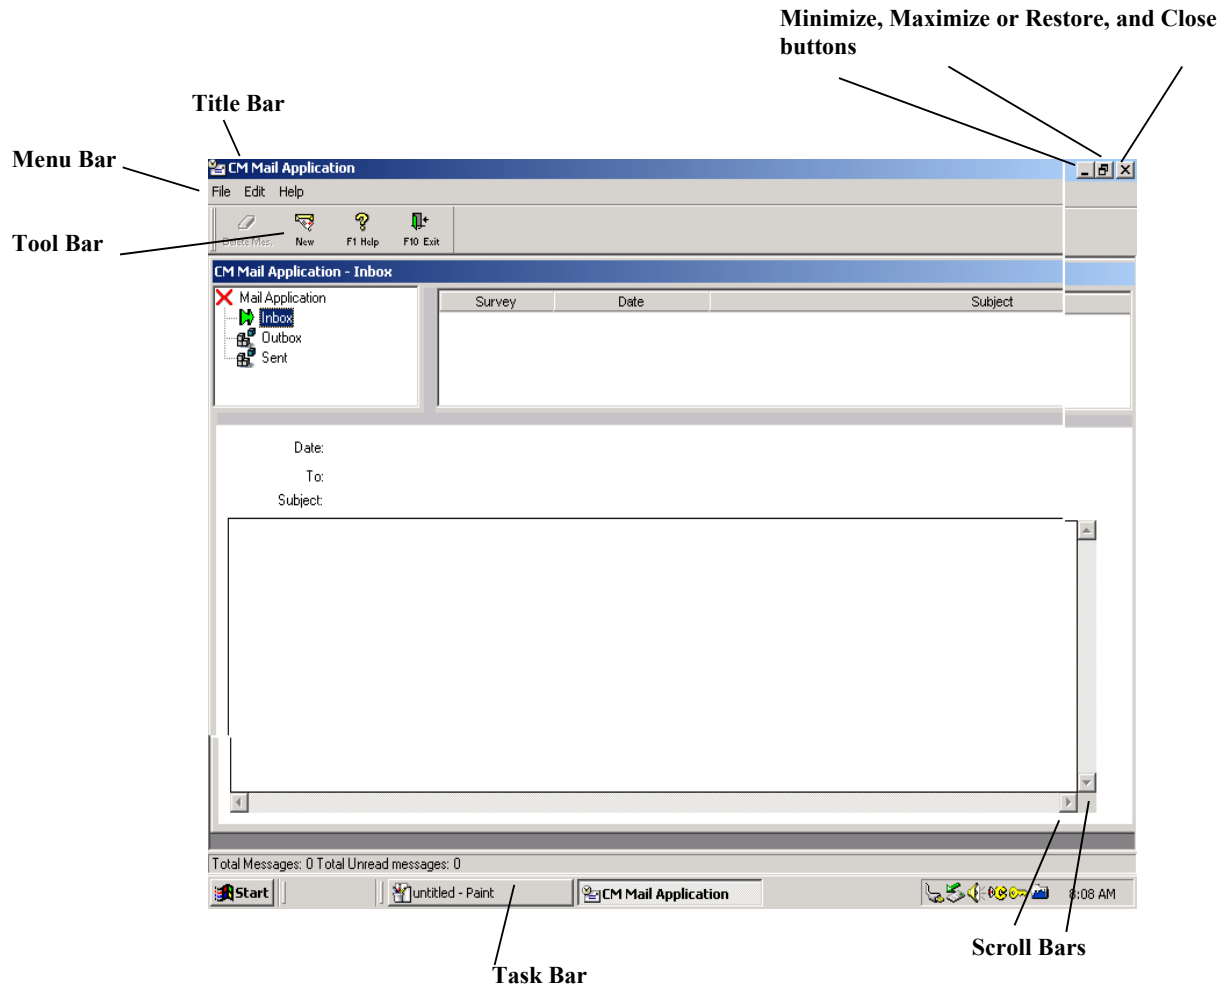 Minimize, Maximize or Restore, and Close
buttons
Title Bar
Menu Bar
CM Mail Application
File Edit Help
Tool Bar
Delete Mes. New F1 Help F10 Exit
CM Mail Application - Inbox
Mail Application
Survey Date Subject
Inbox
Outbox
Sent
Date:
To:
Subject:
Total Messages: 0 Total Unread messages: 0
Start untitled - Paint CM Mail Application 8:08 AM
Scroll Bars
Task Bar